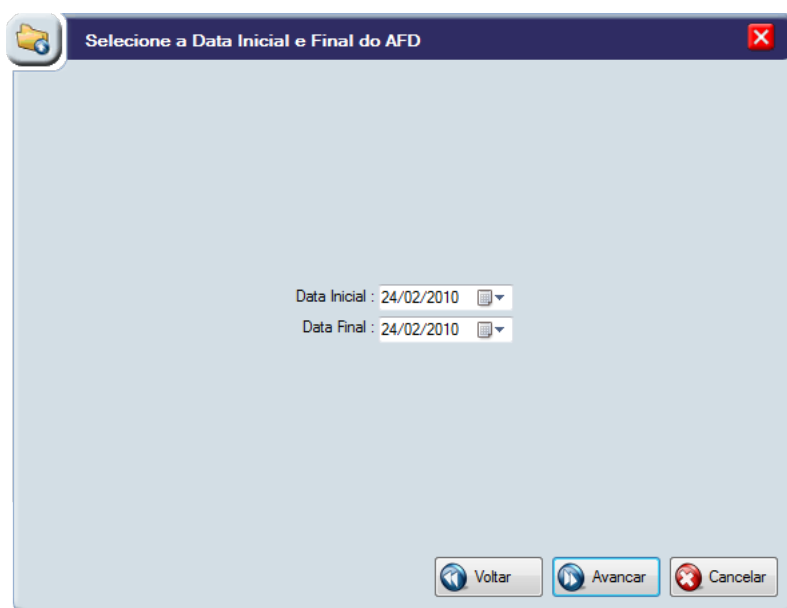 Selecione a Data Inicial e Final do AFD
Data Inicial : 24/02/2010
Data Final : 24/02/2010
Voltar Avancar Cancelar